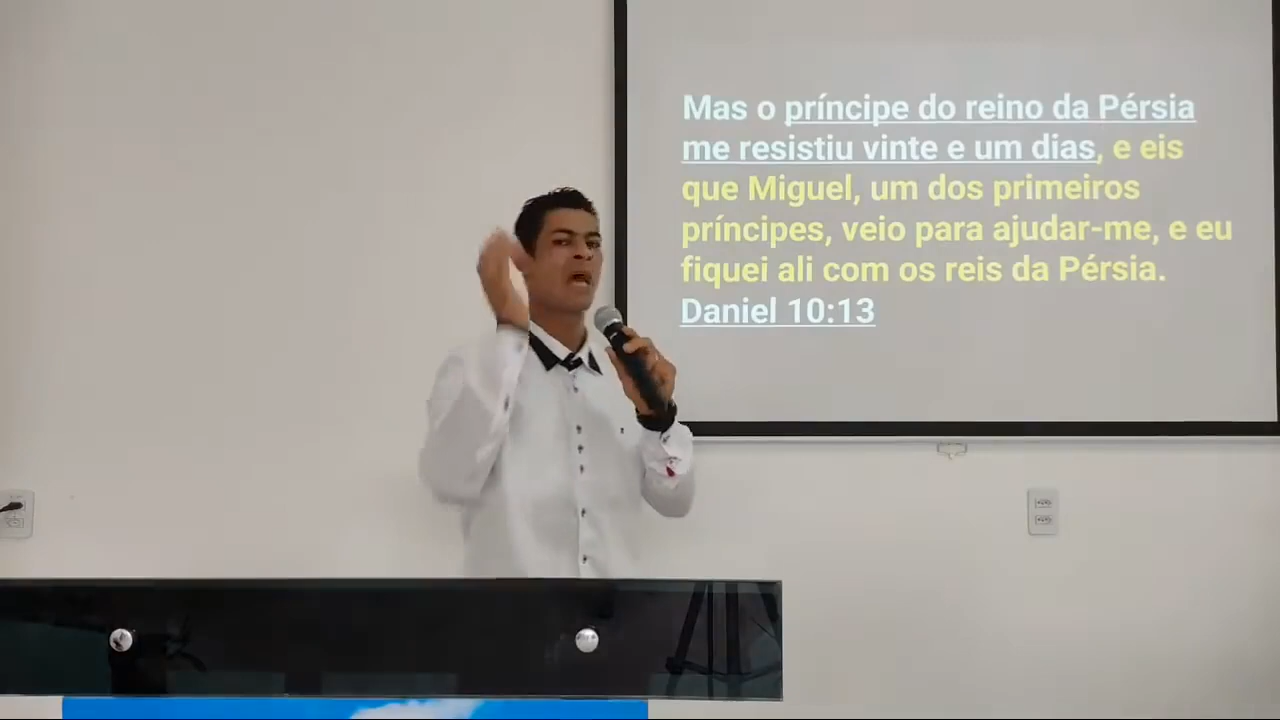 Mas o príncipe do reino da Pérsia
me resistiu vinte e um dias, e eis
que Miguel, um dos primeiros
príncipes, veio para ajudar-me, e eu
fiquei ali com os reis da Pérsia.
Daniel 10:13